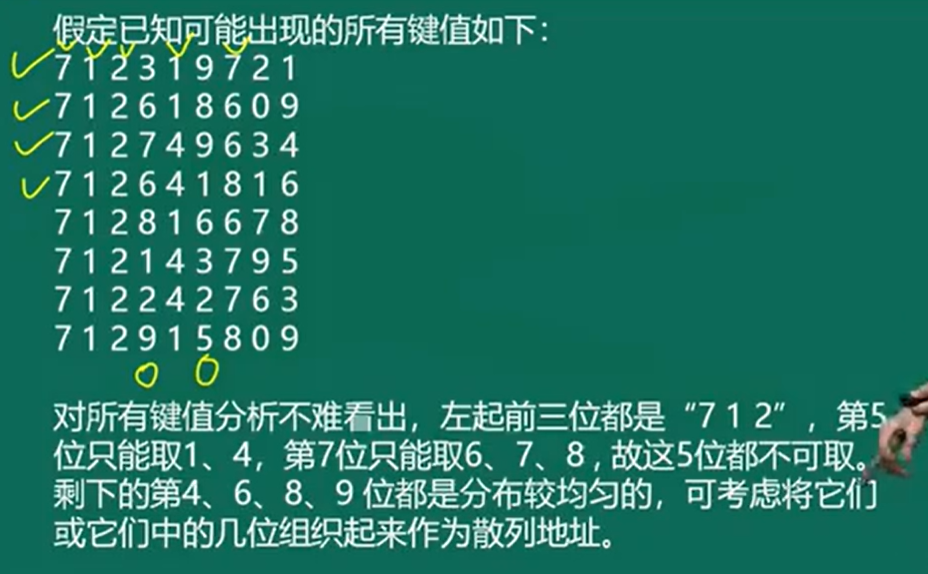 假定已知可能出现的所有键值如下：
7 1 2 3 1 9 7 2 1
7 1 2 6 1 8 6 0 9
7 1 2 7 4 9 6 3 4
7 1 2 6 4 1 8 1 6
7 1 2 8 1 6 6 7 8
7 1 2 1 4 3 7 9 5
7 1 2 2 4 2 7 6 3
7 1 2 9 1 5 8 0 9
对所有键值分析不难看出，左起前三位都是“7 1 2”，第5
位只能取1、4，第7位只能取6、7、8 , 故这5位都不可取。
剩下的第4、6、8、9 位都是分布较均匀的，可考虑将它们
或它们中的几位组织起来作为散列地址。